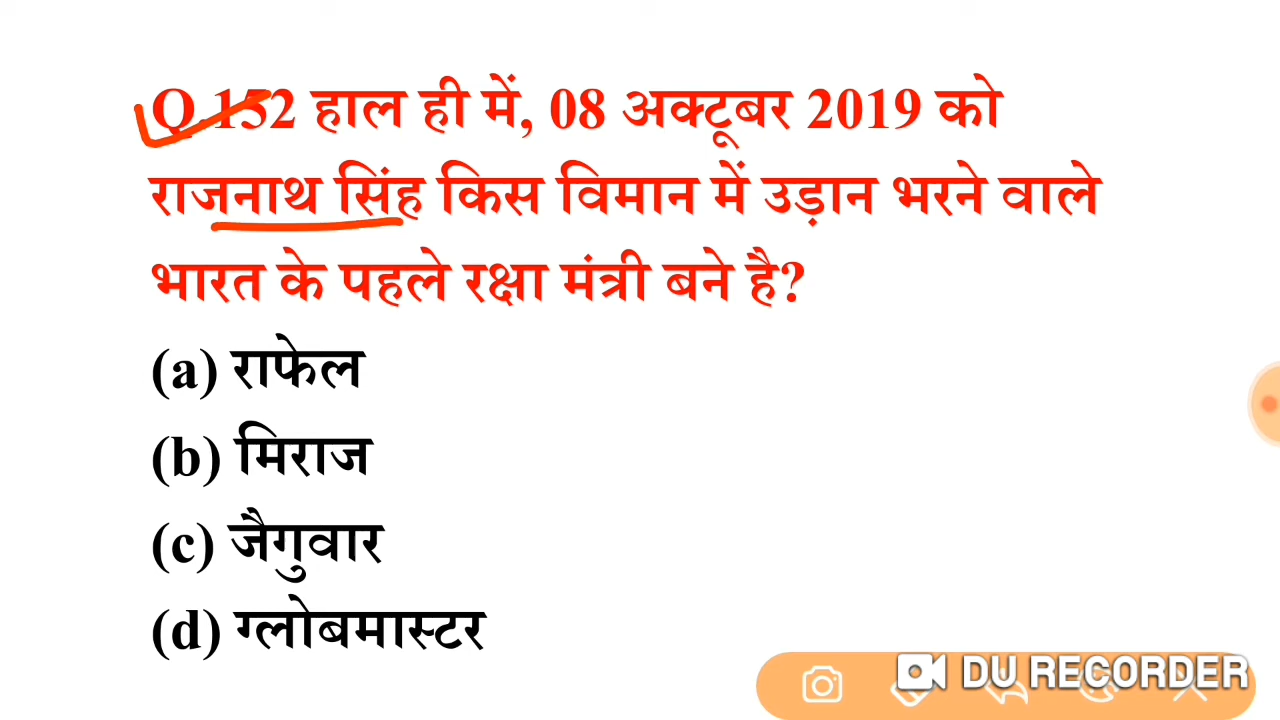 Q.152 हाल ही में, 08 अक्टूबर 2019 को
राजनाथ सिंह किस विमान में उड़ान भरने वाले
भारत के पहले रक्षा मंत्री बने है?
(a) राफेल
(b) मिराज
(c) जैगुवार
(d) ग्लोबमास्टर
DU RECORDER